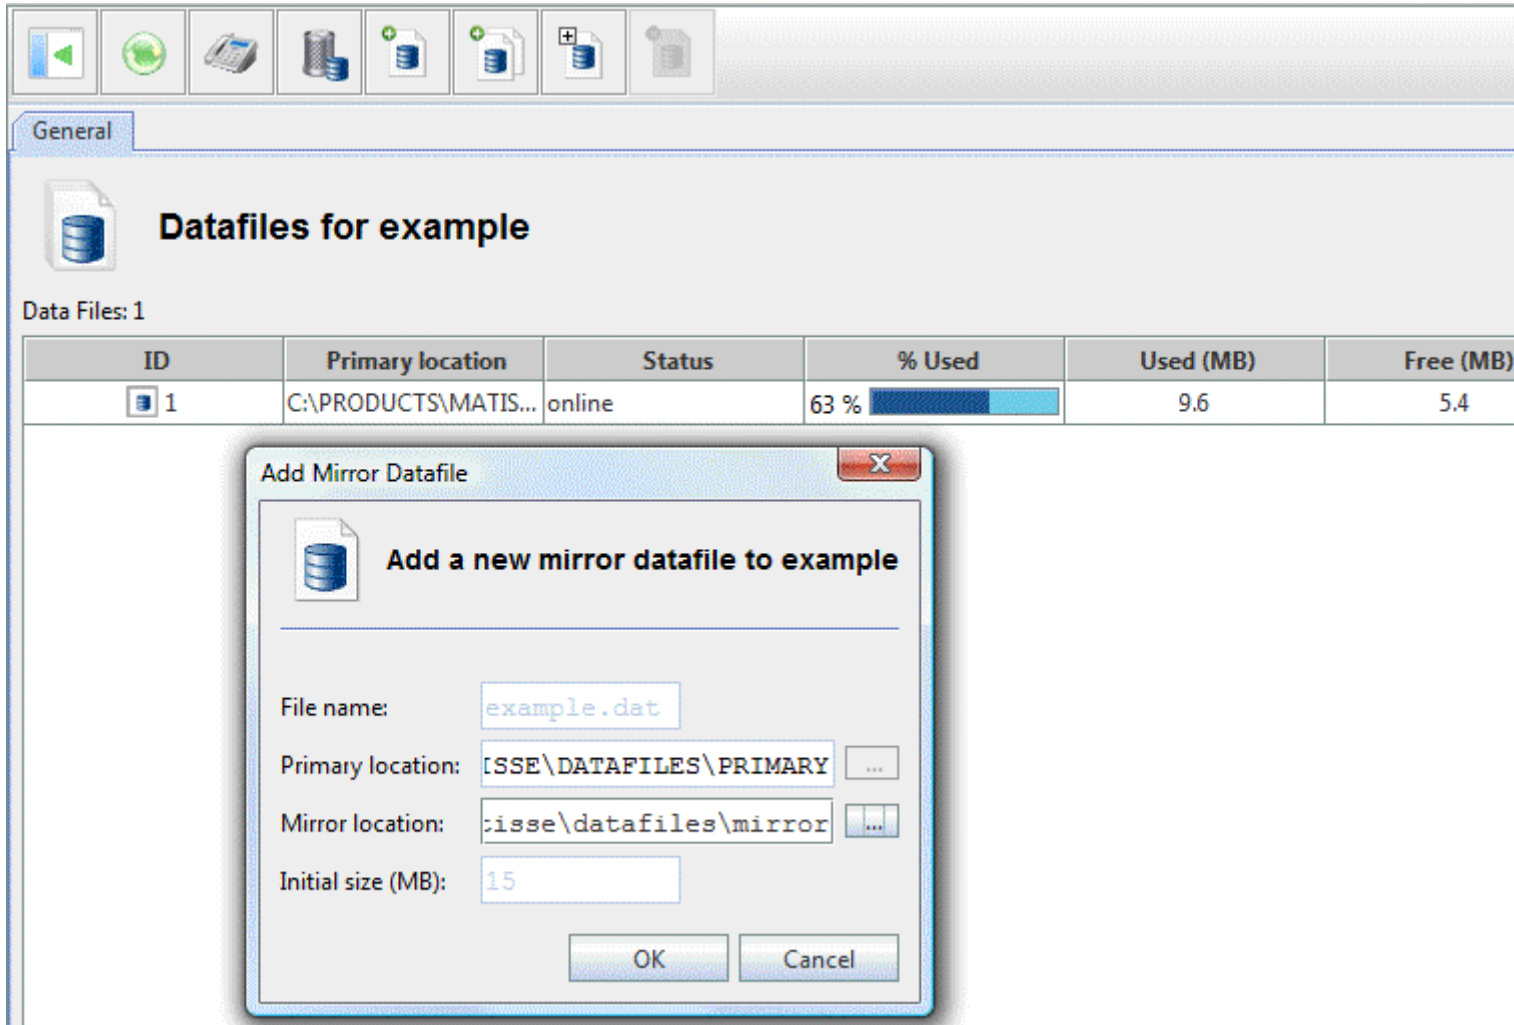 General
Datafiles for example
Data Files: 1
ID Primary location Status % Used Used (MB) Free (MB)
1 C:\PRODUCTS\MATIS... online 63 % 9.6 5.4
Add Mirror Datafile
Add a new mirror datafile to example
File name: example.dat
Primary location: ISSE\DATAFILES\PRIMARY ...
Mirror location: tisse\datafiles\mirror ...
Initial size (MB): 15
OK Cancel